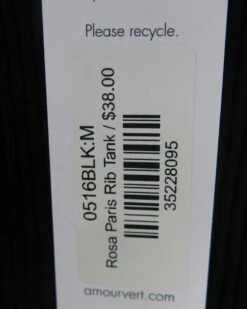 Please recycle.
0516BLK:M
Rosa Paris Rib Tank / $38.00
35228095
amourvert.com